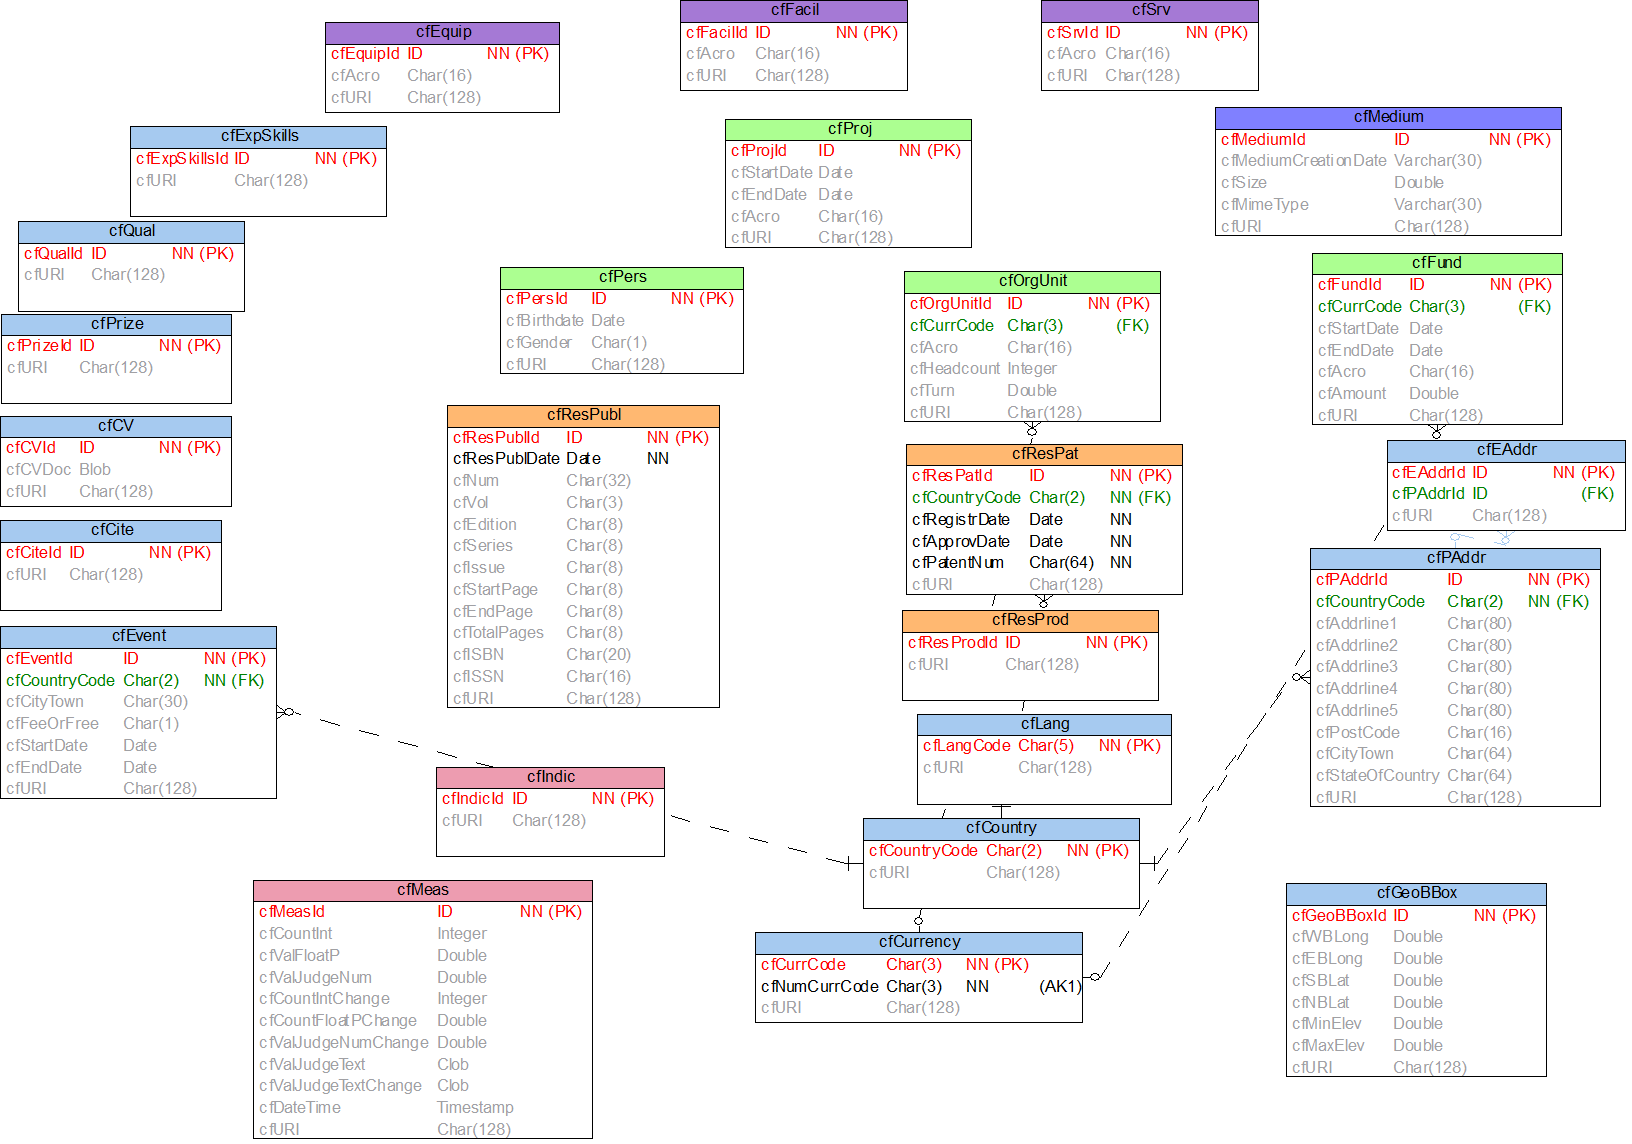 cfEquip
cfEquipId ID NN (PK)
cfAcro Char(16)
cfURI Char(128)
cfFacil
cfFacilId ID NN (PK)
cfAcro Char(16)
cfURI Char(128)
cfSrv
cfSrvId ID NN (PK)
cfAcro Char(16)
cfURI Char(128)
cfExpSkills
cfExpSkillsId ID NN (PK)
cfURI Char(128)
cfProj
cfProjId ID NN (PK)
cfStartDate Date
cfEndDate Date
cfAcro Char(16)
cfURI Char(128)
cfMedium
cfMediumId ID NN (PK)
cfMediumCreationDate Varchar(30)
cfSize Double
cfMimeType Varchar(30)
cfURI Char(128)
cfQual
cfQualId ID NN (PK)
cfURI Char(128)
cfPers
cfPersId ID NN (PK)
cfBirthdate Date
cfGender Char(1)
cfURI Char(128)
cfOrgUnit
cfOrgUnitId ID NN (PK)
cfCurrCode Char(3) (FK)
cfAcro Char(16)
cfHeadcount Integer
cfTurn Double
cfURI Char(128)
cfFund
cfFundId ID NN (PK)
cfCurrCode Char(3) (FK)
cfStartDate Date
cfEndDate Date
cfAcro Char(16)
cfAmount Double
cfURI Char(128)
cfPrize
cfPrizeId ID NN (PK)
cfURI Char(128)
cfCV
cfCVId ID NN (PK)
cfCVDoc Blob
cfURI Char(128)
cfResPubl
cfResPublId ID NN (PK)
cfResPublDate Date NN
cfNum Char(32)
cfVol Char(3)
cfEdition Char(8)
cfSeries Char(8)
cfIssue Char(8)
cfStartPage Char(8)
cfEndPage Char(8)
cfTotalPages Char(8)
cfISBN Char(20)
cfISSN Char(16)
cfURI Char(128)
cfResPat
cfResPatId ID NN (PK)
cfCountryCode Char(2) NN (FK)
cfRegistrDate Date NN
cfApprovDate Date NN
cfPatentNum Char(64) NN
cfURI Char(128)
cfEAddr
cfEAddrId ID NN (PK)
cfPAddrId ID (FK)
cfURI Char(128)
cfCite
cfCiteId ID NN (PK)
cfURI Char(128)
cfPAddr
cfPAddrId ID NN (PK)
cfCountryCode Char(2) NN (FK)
cfAddrline1 Char(80)
cfAddrline2 Char(80)
cfAddrline3 Char(80)
cfAddrline4 Char(80)
cfAddrline5 Char(80)
cfPostCode Char(16)
cfCityTown Char(64)
cfStateOfCountry Char(64)
cfURI Char(128)
cfResProd
cfResProdId ID NN (PK)
cfURI Char(128)
cfEvent
cfEventId ID NN (PK)
cfCountryCode Char(2) NN (FK)
cfCityTown Char(30)
cfFeeOrFree Char(1)
cfStartDate Date
cfEndDate Date
cfURI Char(128)
cfLang
cfLangCode Char(5) NN (PK)
cfURI Char(128)
cfIndic
cfIndicId ID NN (PK)
cfURI Char(128)
cfCountry
cfCountryCode Char(2) NN (PK)
cfURI Char(128)
cfMeas
cfMeasId ID NN (PK)
cfCountInt Integer
cfValFloatP Double
cfValJudgeNum Double
cfCountIntChange Integer
cfCountFloatPChange Double
cfValJudgeNumChange Double
cfValJudgeText Clob
cfValJudgeTextChange Clob
cfDateTime Timestamp
cfURI Char(128)
cfCurrency
cfCurrCode Char(3) NN (PK)
cfNumCurrCode Char(3) NN (AK1)
cfURI Char(128)
cfGeoBBox
cfGeoBBoxId ID NN (PK)
cfWBLong Double
cfEBLong Double
cfSBLat Double
cfNBLat Double
cfMinElev Double
cfMaxElev Double
cfURI Char(128)